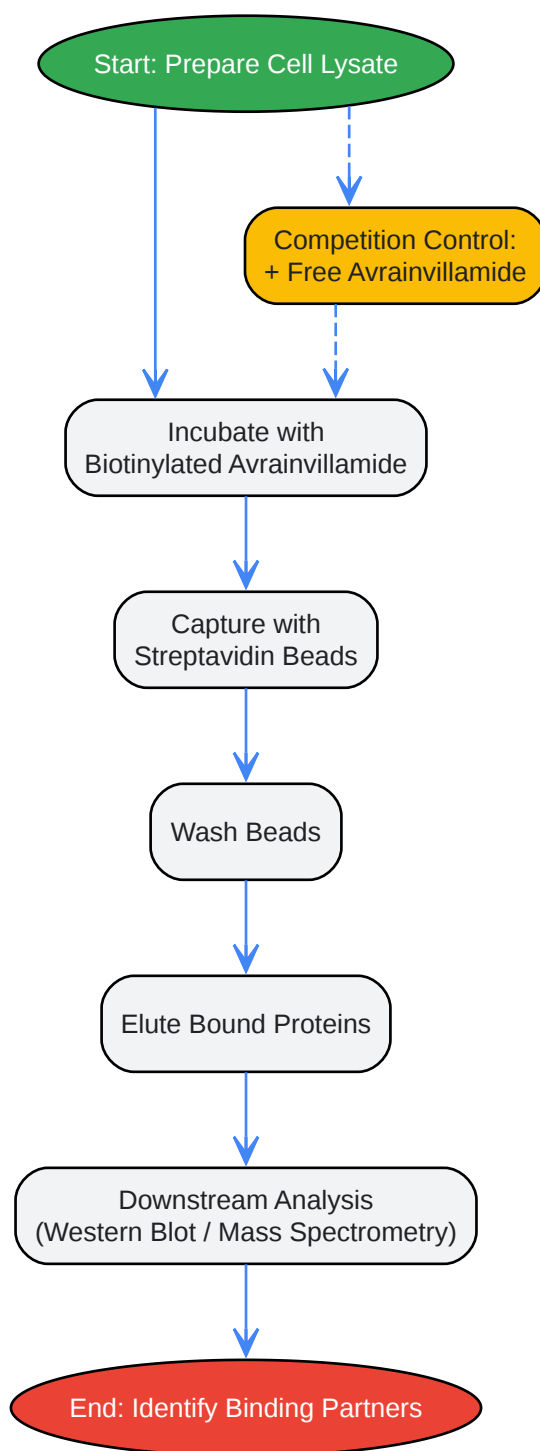 Start: Prepare Cell Lysate
Competition Control:
+ Free Avrainvillamide
Incubate with
Biotinylated Avrainvillamide
Capture with
Streptavidin Beads
Wash Beads
Elute Bound Proteins
Downstream Analysis
(Western Blot / Mass Spectrometry)
End: Identify Binding Partners